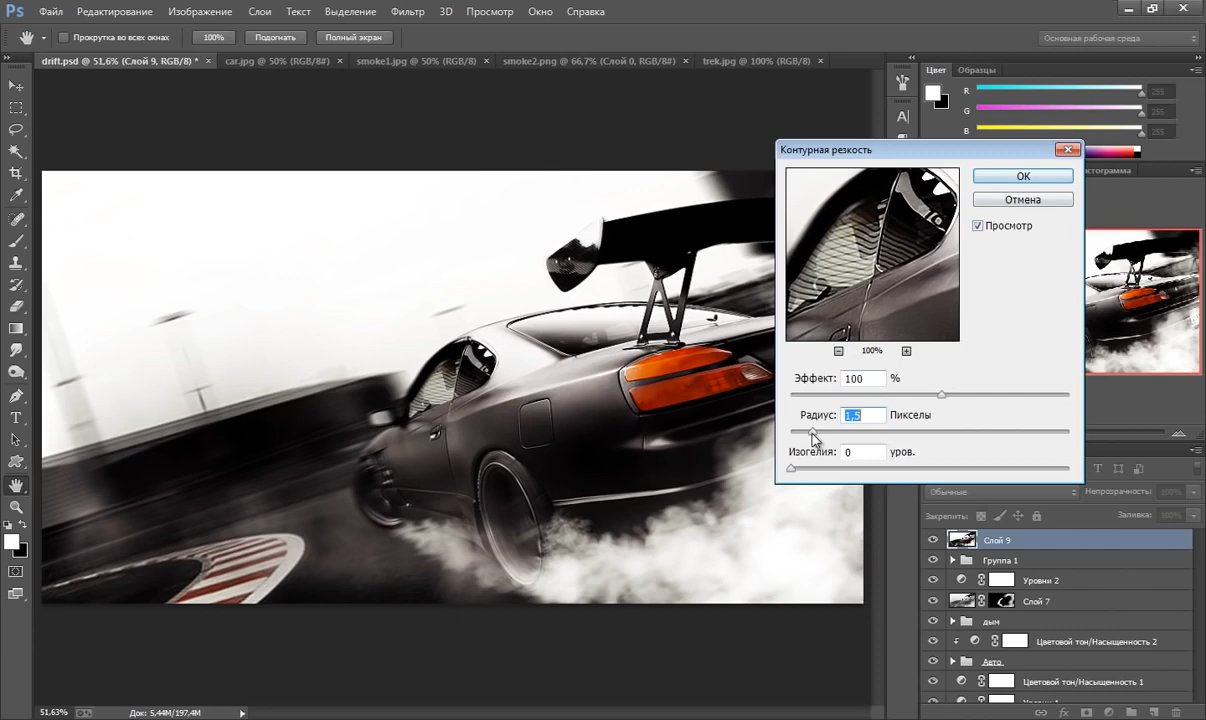 Ps Файл Редактирование Изображение Слои Текст Выделение Фильтр 3D Просмотр Окно Справка
Прокрутка во всех окнах 100% Подогнать Полный экран Основная рабочая среда
drift.psd @ 51,6% (Слой 9, RGB/8) * × car.jpg @ 50% (RGB/8#) × smoke1.jpg @ 50% (RGB/8) × smoke2.png @ 66,7% (Слой 0, RGB/8#) × trek.jpg @ 100% (RGB/8) ×
Цвет Образцы
R 255
G 255
B 255
Контурная резкость
стограмма
OK
Отмена
Просмотр
100%
Эффект: 100 %
Радиус: 1,5 Пикселы
Изогелия: 0 уров.
Обычные Непрозрачность: 100%
Закрепить: Заливка: 100%
Слой 9
Группа 1
Уровни 2
Слой 7
дым
Цветовой тон/Насыщенность 2
Авто
Цветовой тон/Насыщенность 1
51,63% Док: 5,44M/197,4M
fx